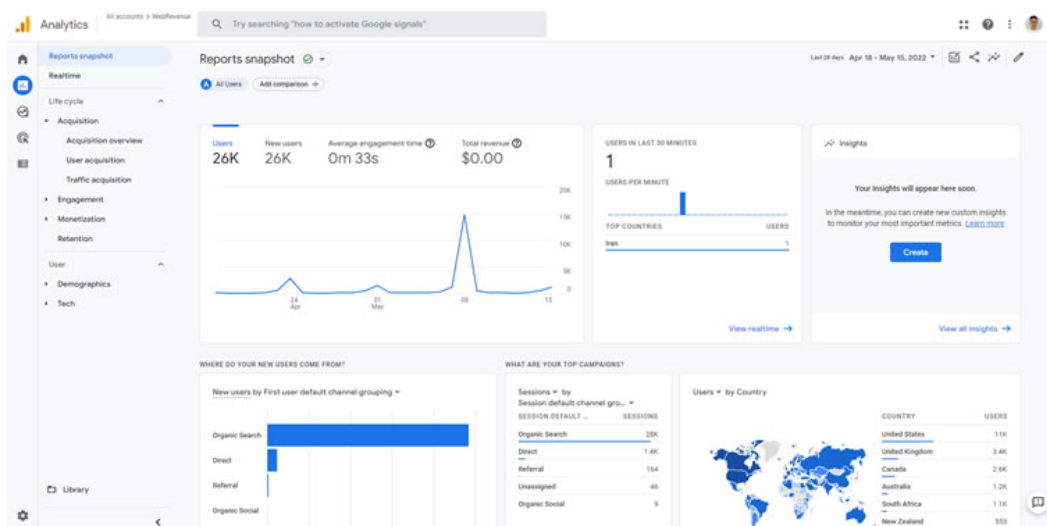 Analytics
All accounts > WebRevenue
Try searching "how to activate Google signals"
Reports snapshot
Realtime
Life cycle
Acquisition
Acquisition overview
User acquisition
Traffic acquisition
Engagement
Monetization
Retention
User
Demographics
Tech
Library
Reports snapshot
Last 28 days Apr 18 - May 15, 2022
A All Users
Add comparison +
Users
26K
New users
26K
Average engagement time
0m 33s
Total revenue
$0.00
20K
15K
10K
5K
0
24
Apr
01
May
08
15
USERS IN LAST 30 MINUTES
1
USERS PER MINUTE
TOP COUNTRIES USERS
Iran 1
View realtime →
Insights
Your Insights will appear here soon.
In the meantime, you can create new custom insights
to monitor your most important metrics. Learn more
Create
View all insights →
WHERE DO YOUR NEW USERS COME FROM?
New users by First user default channel grouping
Organic Search
Direct
Referral
Organic Social
WHAT ARE YOUR TOP CAMPAIGNS?
Sessions by
Session default channel gro...
SESSION DEFAULT ... SESSIONS
Organic Search 28K
Direct 1.4K
Referral 164
Unassigned 46
Organic Social 9
Users by Country
COUNTRY USERS
United States 11K
United Kingdom 3.4K
Canada 2.6K
Australia 1.2K
South Africa 1.1K
New Zealand 555